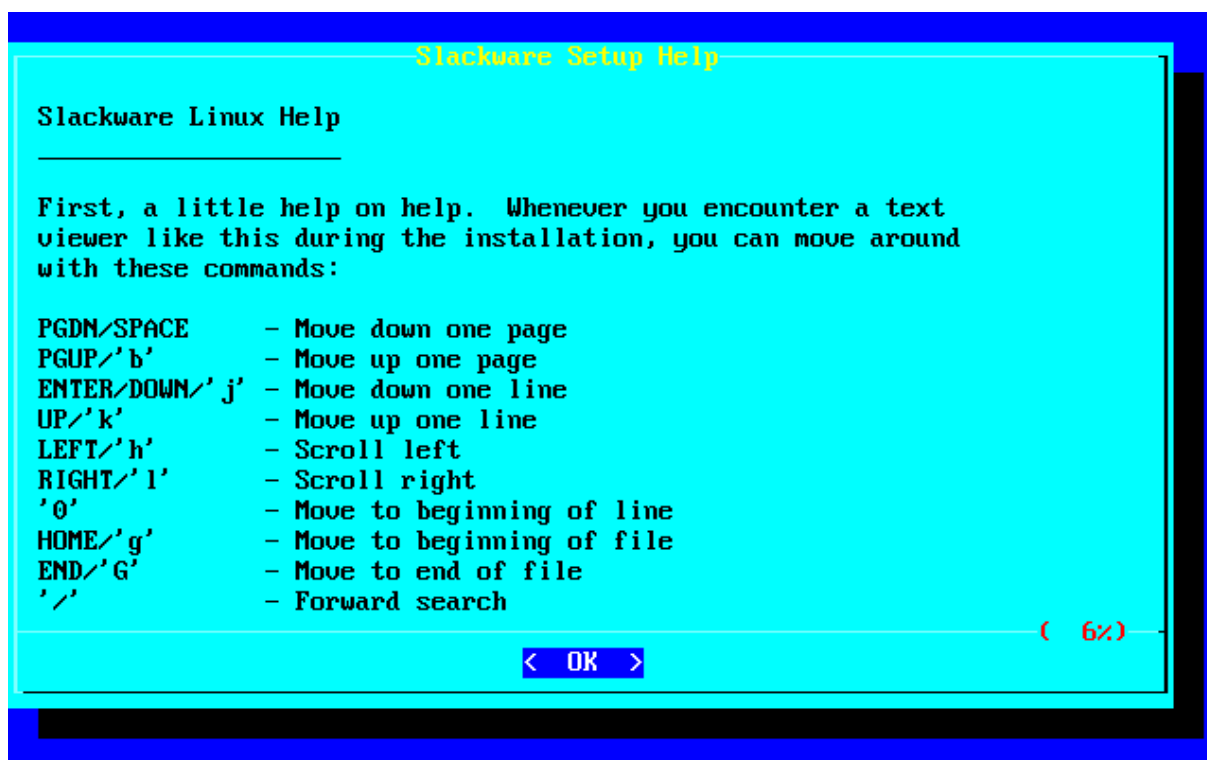 Slackware Setup Help
Slackware Linux Help
First, a little help on help.  Whenever you encounter a text
viewer like this during the installation, you can move around
with these commands:
PGDN/SPACE     - Move down one page
PGUP/'b'       - Move up one page
ENTER/DOWN/'j' - Move down one line
UP/'k'         - Move up one line
LEFT/'h'       - Scroll left
RIGHT/'l'      - Scroll right
'0'            - Move to beginning of line
HOME/'g'       - Move to beginning of file
END/'G'        - Move to end of file
'/'            - Forward search
(  6%)
<  OK  >